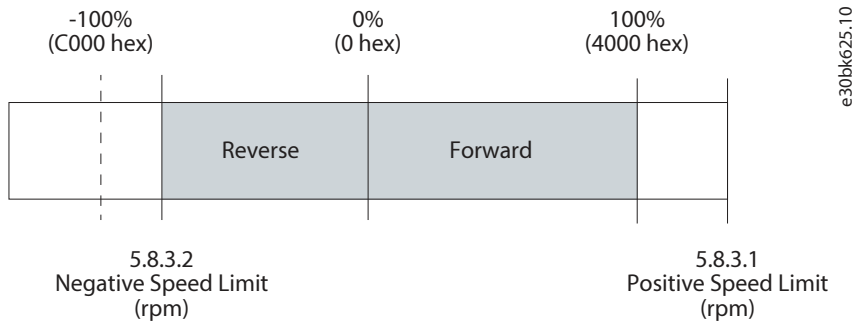 -100%
(C000 hex)
0%
(0 hex)
100%
(4000 hex)
e30bk625.10
Reverse
Forward
5.8.3.2
Negative Speed Limit
(rpm)
5.8.3.1
Positive Speed Limit
(rpm)